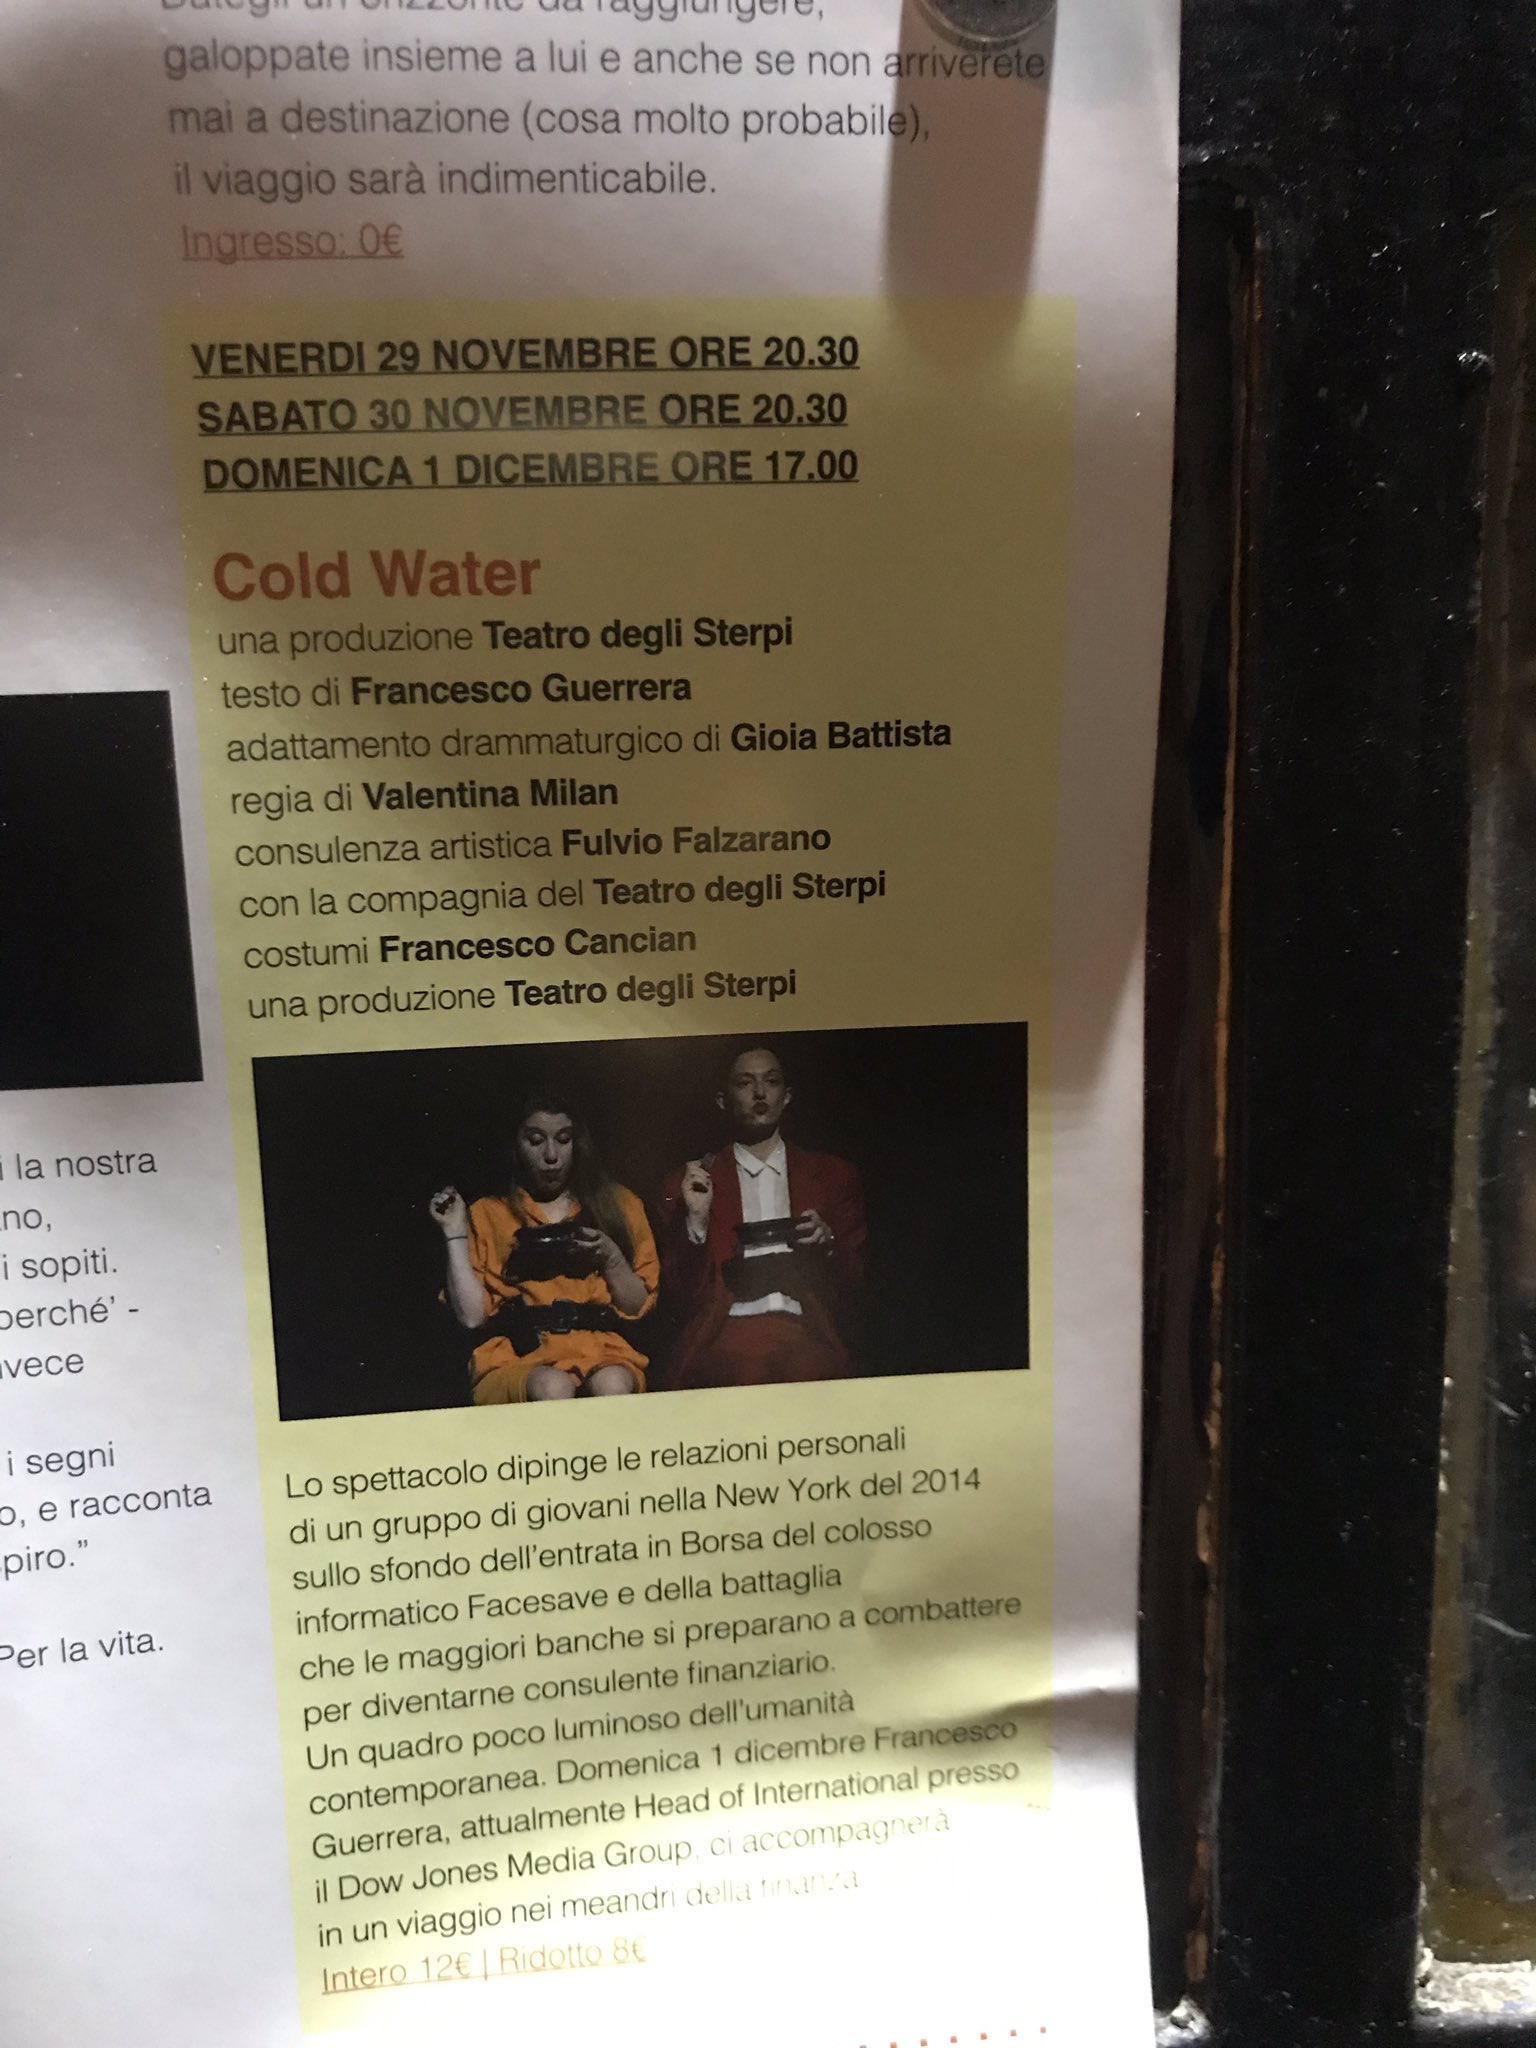 Dategli un orizzonte da raggiungere,
galoppate insieme a lui e anche se non arriverete
mai a destinazione (cosa molto probabile),
il viaggio sarà indimenticabile.
Ingresso: 0€
VENERDI 29 NOVEMBRE ORE 20.30
SABATO 30 NOVEMBRE ORE 20.30
DOMENICA 1 DICEMBRE ORE 17.00
Cold Water
una produzione Teatro degli Sterpi
testo di Francesco Guerrera
adattamento drammaturgico di Gioia Battista
regia di Valentina Milan
consulenza artistica Fulvio Falzarano
con la compagnia del Teatro degli Sterpi
costumi Francesco Cancian
una produzione Teatro degli Sterpi
Lo spettacolo dipinge le relazioni personali
di un gruppo di giovani nella New York del 2014
sullo sfondo dell'entrata in Borsa del colosso
informatico Facesave e della battaglia
che le maggiori banche si preparano a combattere
per diventarne consulente finanziario.
Un quadro poco luminoso dell'umanità
contemporanea. Domenica 1 dicembre Francesco
Guerrera, attualmente Head of International presso
il Dow Jones Media Group, ci accompagnerà
in un viaggio nei meandri della finanza
Intero 12€ | Ridotto 8€
i la nostra
no,
i sopiti.
perché' -
vece
i segni
o, e racconta
piro.”
Per la vita.